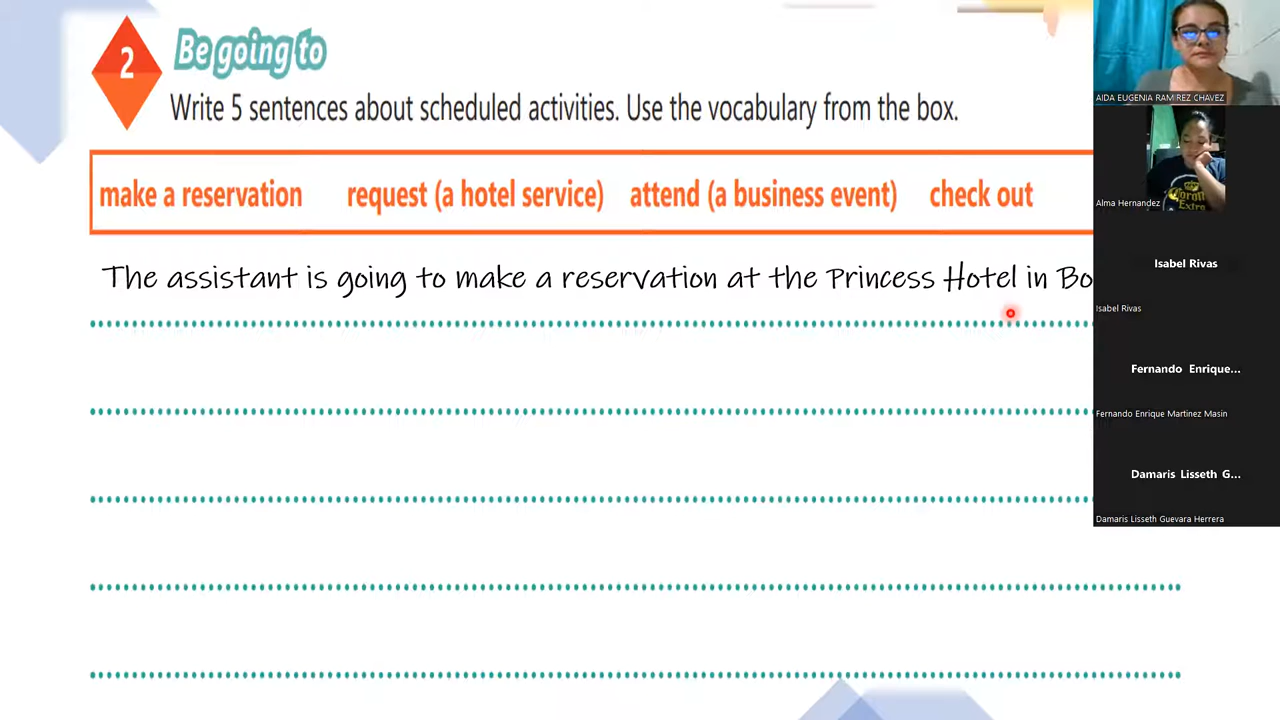 2
Be going to
Write 5 sentences about scheduled activities. Use the vocabulary from the box.
make a reservation request (a hotel service) attend (a business event) check out
The assistant is going to make a reservation at the Princess Hotel in
AIDA EUGENIA RAMIREZ CHAVEZ
Alma Hernandez
Isabel Rivas
Isabel Rivas
Fernando Enrique...
Fernando Enrique Martinez Masin
Damaris Lisseth G...
Damaris Lisseth Guevara Herrera